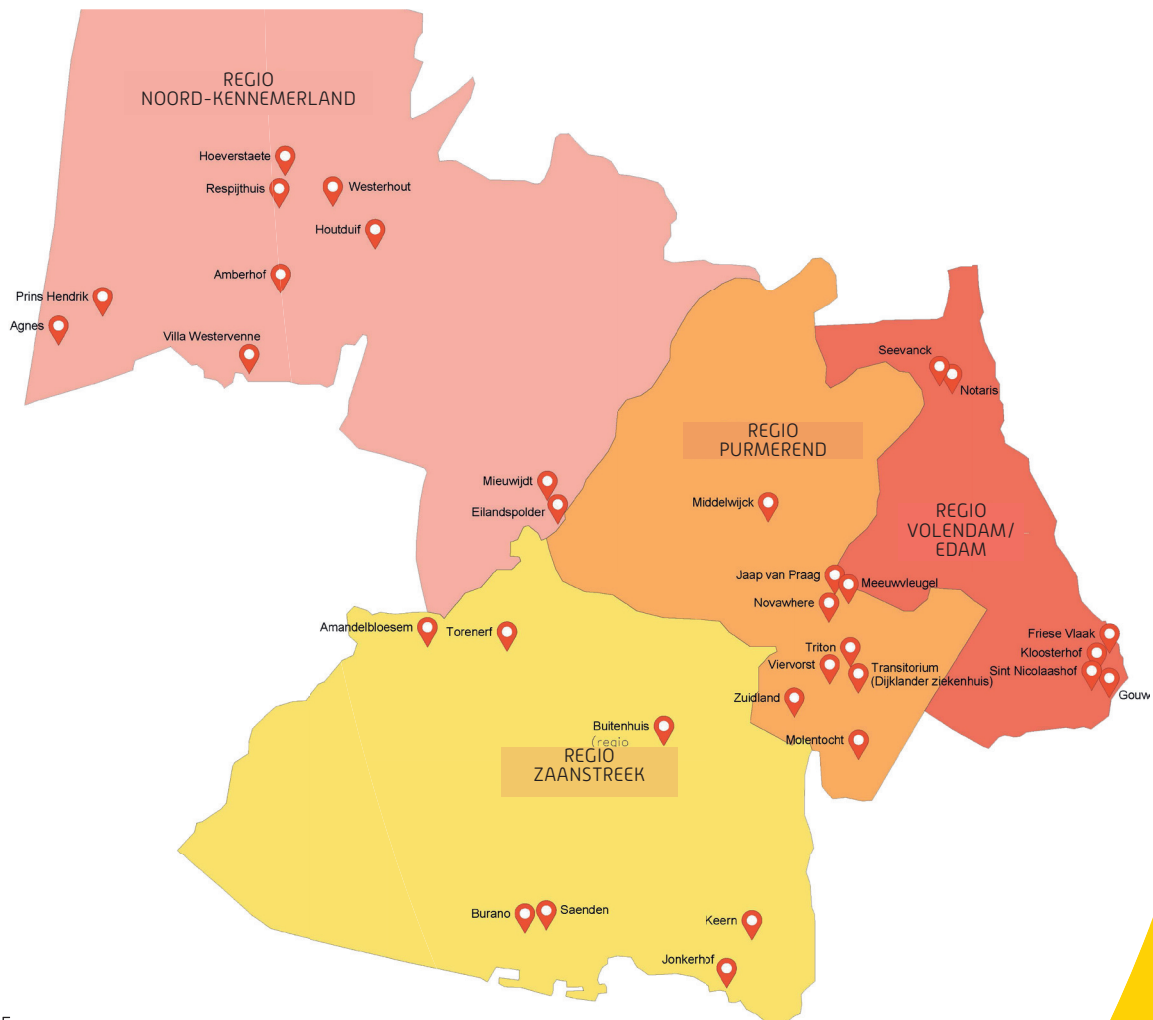 REGIO
NOORD-KENNEMERLAND
Hoeverstaete
Respijthuis
Westerhout
Houtduif
Amberhof
Prins Hendrik
Agnes
Villa Westervenne
Seevanck
Notaris
REGIO
PURMEREND
Mieuwijdt
Eilandspolder
Middelwijck
REGIO
VOLENDAM/
EDAM
Jaap van Praag
Meeuwvleugel
Novawhere
Amandelbloesem
Torenerf
Triton
Viervorst
Transitorium
(Dijklander ziekenhuis)
Zuidland
Friese Vlaak
Kloosterhof
Sint Nicolaashof
Gouw
Buitenhuis
(regio
Molentocht
REGIO
ZAANSTREEK
Burano
Saenden
Keern
Jonkerhof